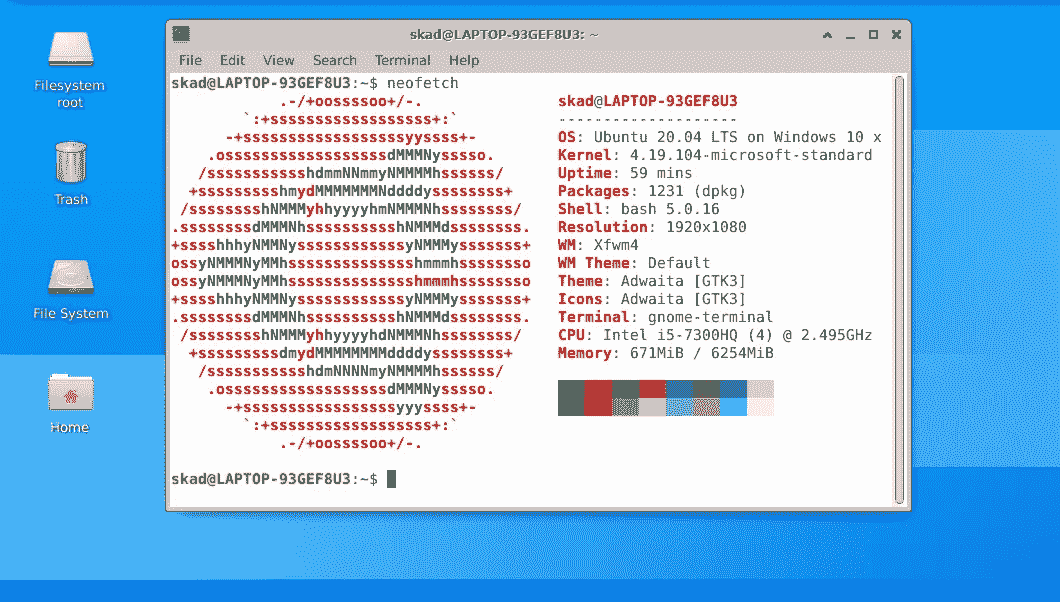 Filesystem
root
Trash
File System
Home
skad@LAPTOP-93GEF8U3: ~
File Edit View Search Terminal Help
skad@LAPTOP-93GEF8U3:~$ neofetch
.-/+oossssoo+/-.
`:+ssssssssssssssssss+:`
-+ssssssssssssssssssyyssss+-
.ossssssssssssssssssdMMMNysssso.
/ssssssssssshdmmNNmmyNMMMMhssssss/
+ssssssssshmydMMMMMMMNddddyssssssss+
/sssssssshNMMMyhhyyyyhmNMMMNhssssssss/
.ssssssssdMMMNhsssssssssshNMMMdssssssss.
+sssshhhyNMMNyssssssssssssyNMMMysssssss+
ossyNMMMNyMMhsssssssssssssshmmmhssssssso
ossyNMMMNyMMhsssssssssssssshmmmhssssssso
+sssshhhyNMMNyssssssssssssyNMMMysssssss+
.ssssssssdMMMNhsssssssssshNMMMdssssssss.
/sssssssshNMMMyhhyyyyhdNMMMNhssssssss/
+sssssssssdmydMMMMMMMMddddyssssssss+
/ssssssssssshdmNNNNmyNMMMMhssssss/
.ossssssssssssssssssdMMMNysssso.
-+sssssssssssssssssyyyssss+-
`:+ssssssssssssssssss+:`
.-/+oossssoo+/-.
skad@LAPTOP-93GEF8U3
--------------------
OS: Ubuntu 20.04 LTS on Windows 10 x
Kernel: 4.19.104-microsoft-standard
Uptime: 59 mins
Packages: 1231 (dpkg)
Shell: bash 5.0.16
Resolution: 1920x1080
WM: Xfwm4
WM Theme: Default
Theme: Adwaita [GTK3]
Icons: Adwaita [GTK3]
Terminal: gnome-terminal
CPU: Intel i5-7300HQ (4) @ 2.495GHz
Memory: 671MiB / 6254MiB
skad@LAPTOP-93GEF8U3:~$